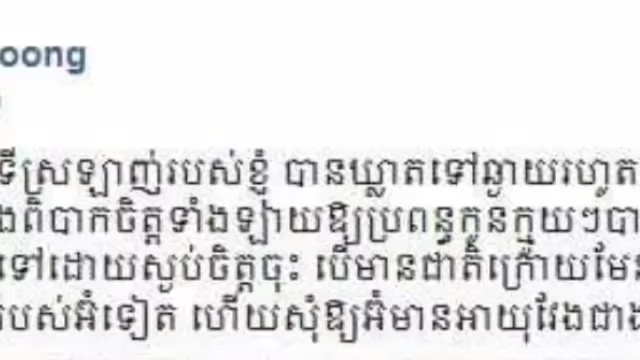 oong
ទីស្រឡាញ់របស់ខ្ញុំ បានឃ្លាតទៅឆ្ងាយរហូត
ងពិបាកចិត្តទាំងឡាយឱ្យប្រពន្ធកូនក្មួយៗបា
ទៅដោយស្ងប់ចិត្តចុះ បើមានជាតិក្រោយមែន
របស់អ៊ំទៀត ហើយសុំឱ្យអ៊ំមានអាយុវែងជាង